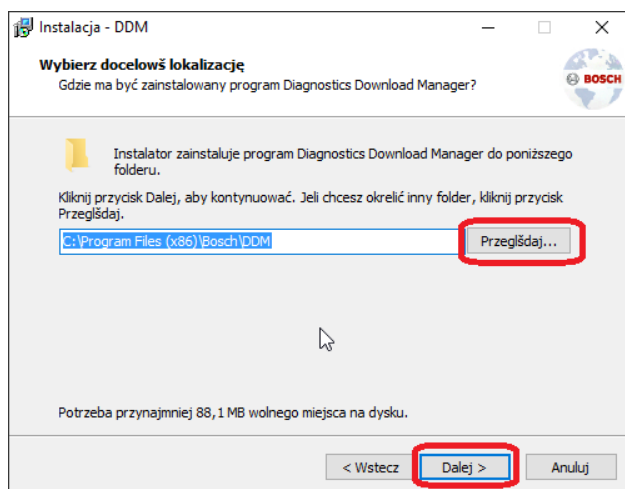 Instalacja - DDM
Wybierz docelowš lokalizację
Gdzie ma być zainstalowany program Diagnostics Download Manager?
BOSCH
Instalator zainstaluje program Diagnostics Download Manager do poniższego
folderu.
Kliknij przycisk Dalej, aby kontynuować. Jeli chcesz okrelić inny folder, kliknij przycisk
Przeglšdaj.
C:\Program Files (x86)\Bosch\DDM
Przeglšdaj...
Potrzeba przynajmniej 88,1 MB wolnego miejsca na dysku.
< Wstecz
Dalej >
Anuluj